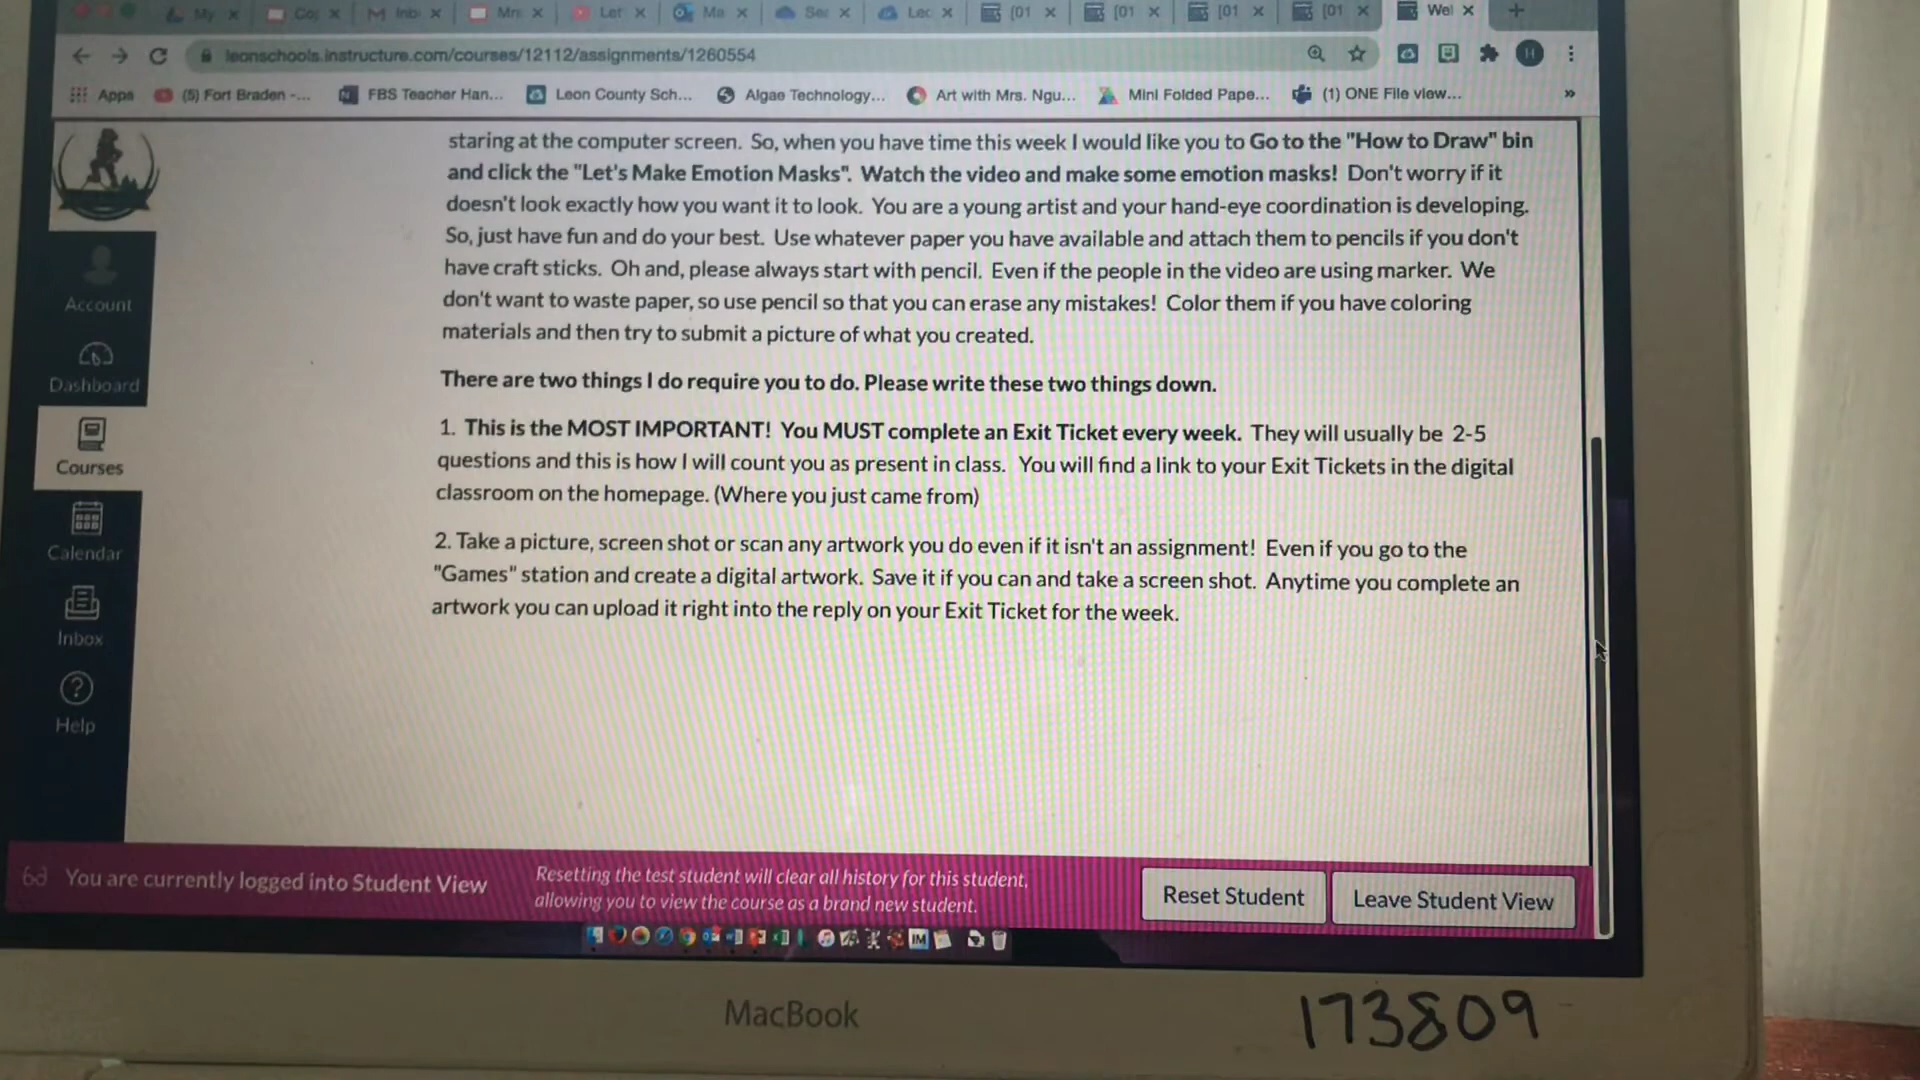 My
Inb
Mrs
Let
Ma
Sec
Lec
[01
[01
[01
[01
Wel
leonschools.instructure.com/courses/12112/assignments/1260554
H
Apps
(5) Fort Braden -...
FBS Teacher Han...
Leon County Sch...
Algae Technology...
Art with Mrs. Ngu...
Mini Folded Pape...
(1) ONE File view...
»
staring at the computer screen. So, when you have time this week I would like you to Go to the "How to Draw" bin
and click the "Let's Make Emotion Masks". Watch the video and make some emotion masks! Don't worry if it
doesn't look exactly how you want it to look. You are a young artist and your hand-eye coordination is developing.
So, just have fun and do your best. Use whatever paper you have available and attach them to pencils if you don't
have craft sticks. Oh and, please always start with pencil. Even if the people in the video are using marker. We
don't want to waste paper, so use pencil so that you can erase any mistakes! Color them if you have coloring
materials and then try to submit a picture of what you created.
There are two things I do require you to do. Please write these two things down.
1. This is the MOST IMPORTANT! You MUST complete an Exit Ticket every week. They will usually be 2-5
questions and this is how I will count you as present in class. You will find a link to your Exit Tickets in the digital
classroom on the homepage. (Where you just came from)
2. Take a picture, screen shot or scan any artwork you do even if it isn't an assignment! Even if you go to the
"Games" station and create a digital artwork. Save it if you can and take a screen shot. Anytime you complete an
artwork you can upload it right into the reply on your Exit Ticket for the week.
Account
Dashboard
Courses
Calendar
Inbox
Help
You are currently logged into Student View
Resetting the test student will clear all history for this student,
allowing you to view the course as a brand new student.
Reset Student
Leave Student View
IM
MacBook
173809